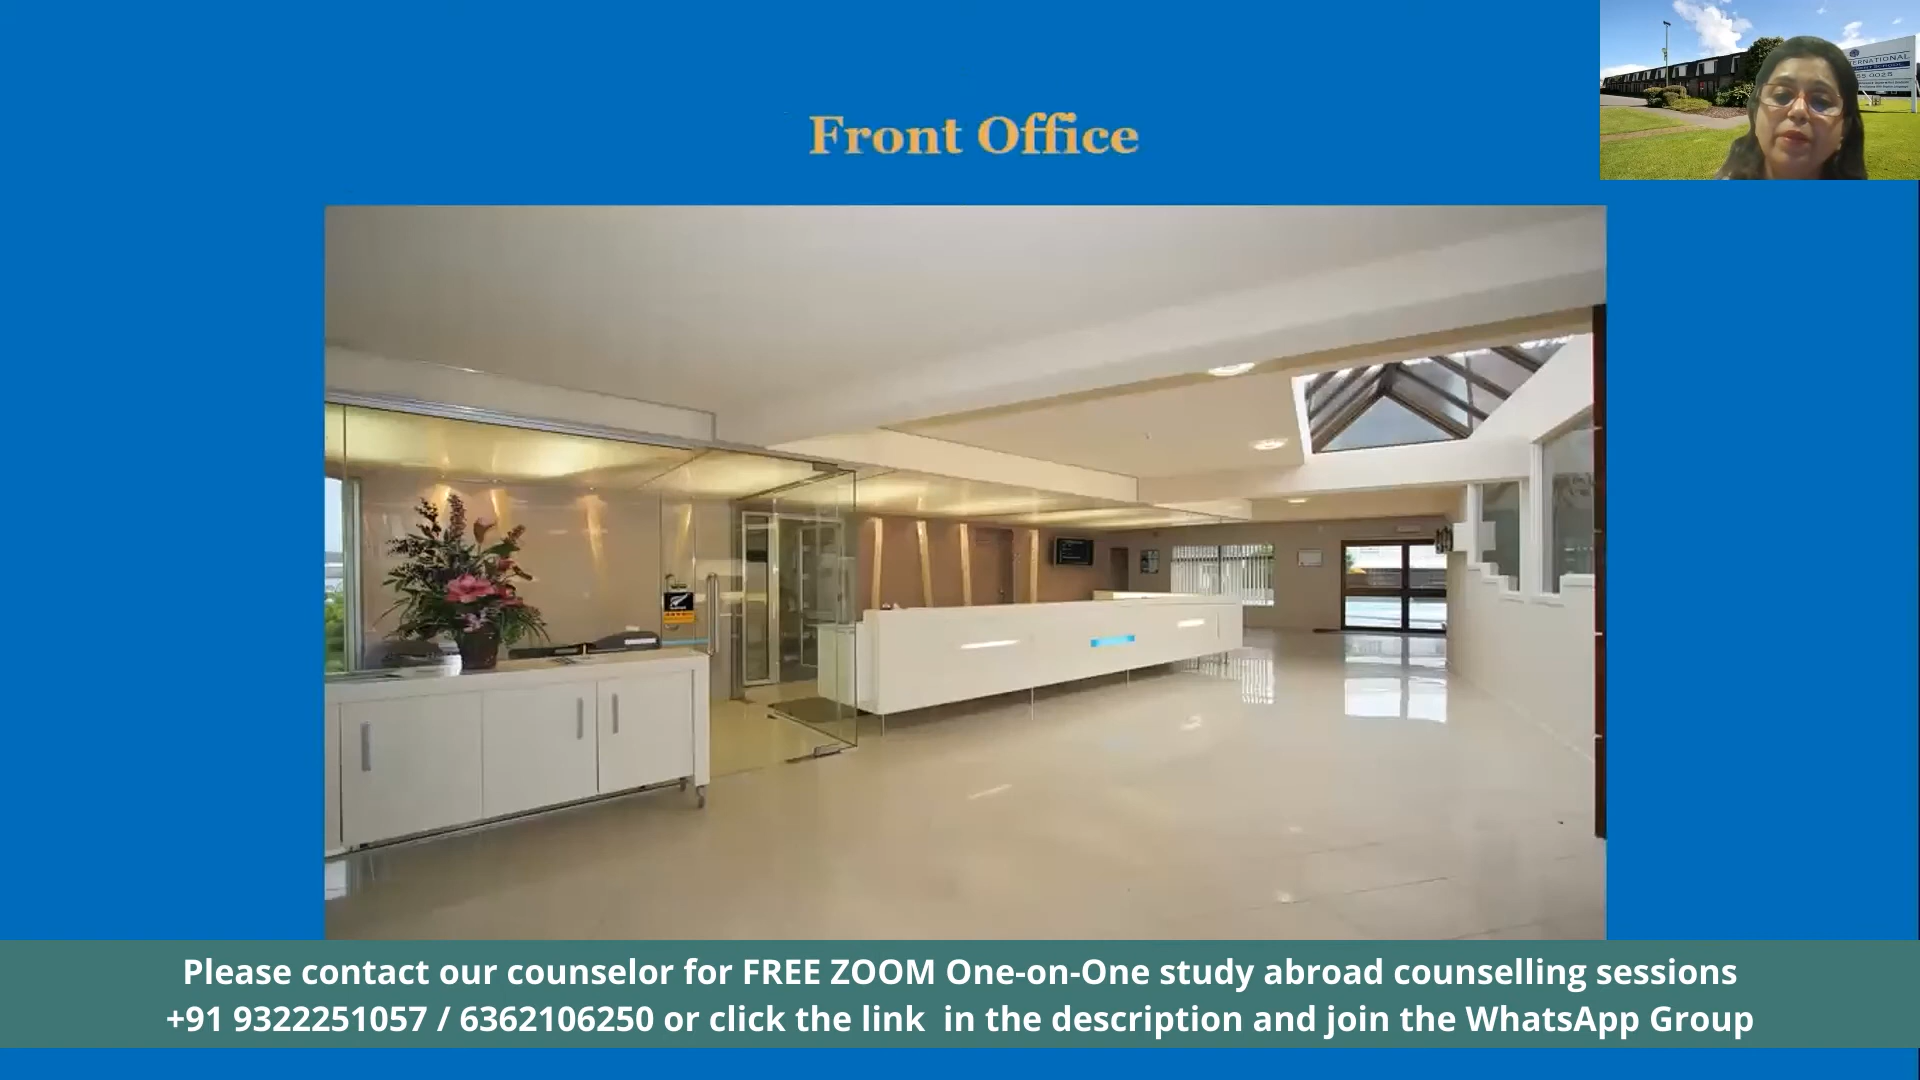 Front Office
Please contact our counselor for FREE ZOOM One-on-One study abroad counselling sessions
+91 9322251057 / 6362106250 or click the link in the description and join the WhatsApp Group